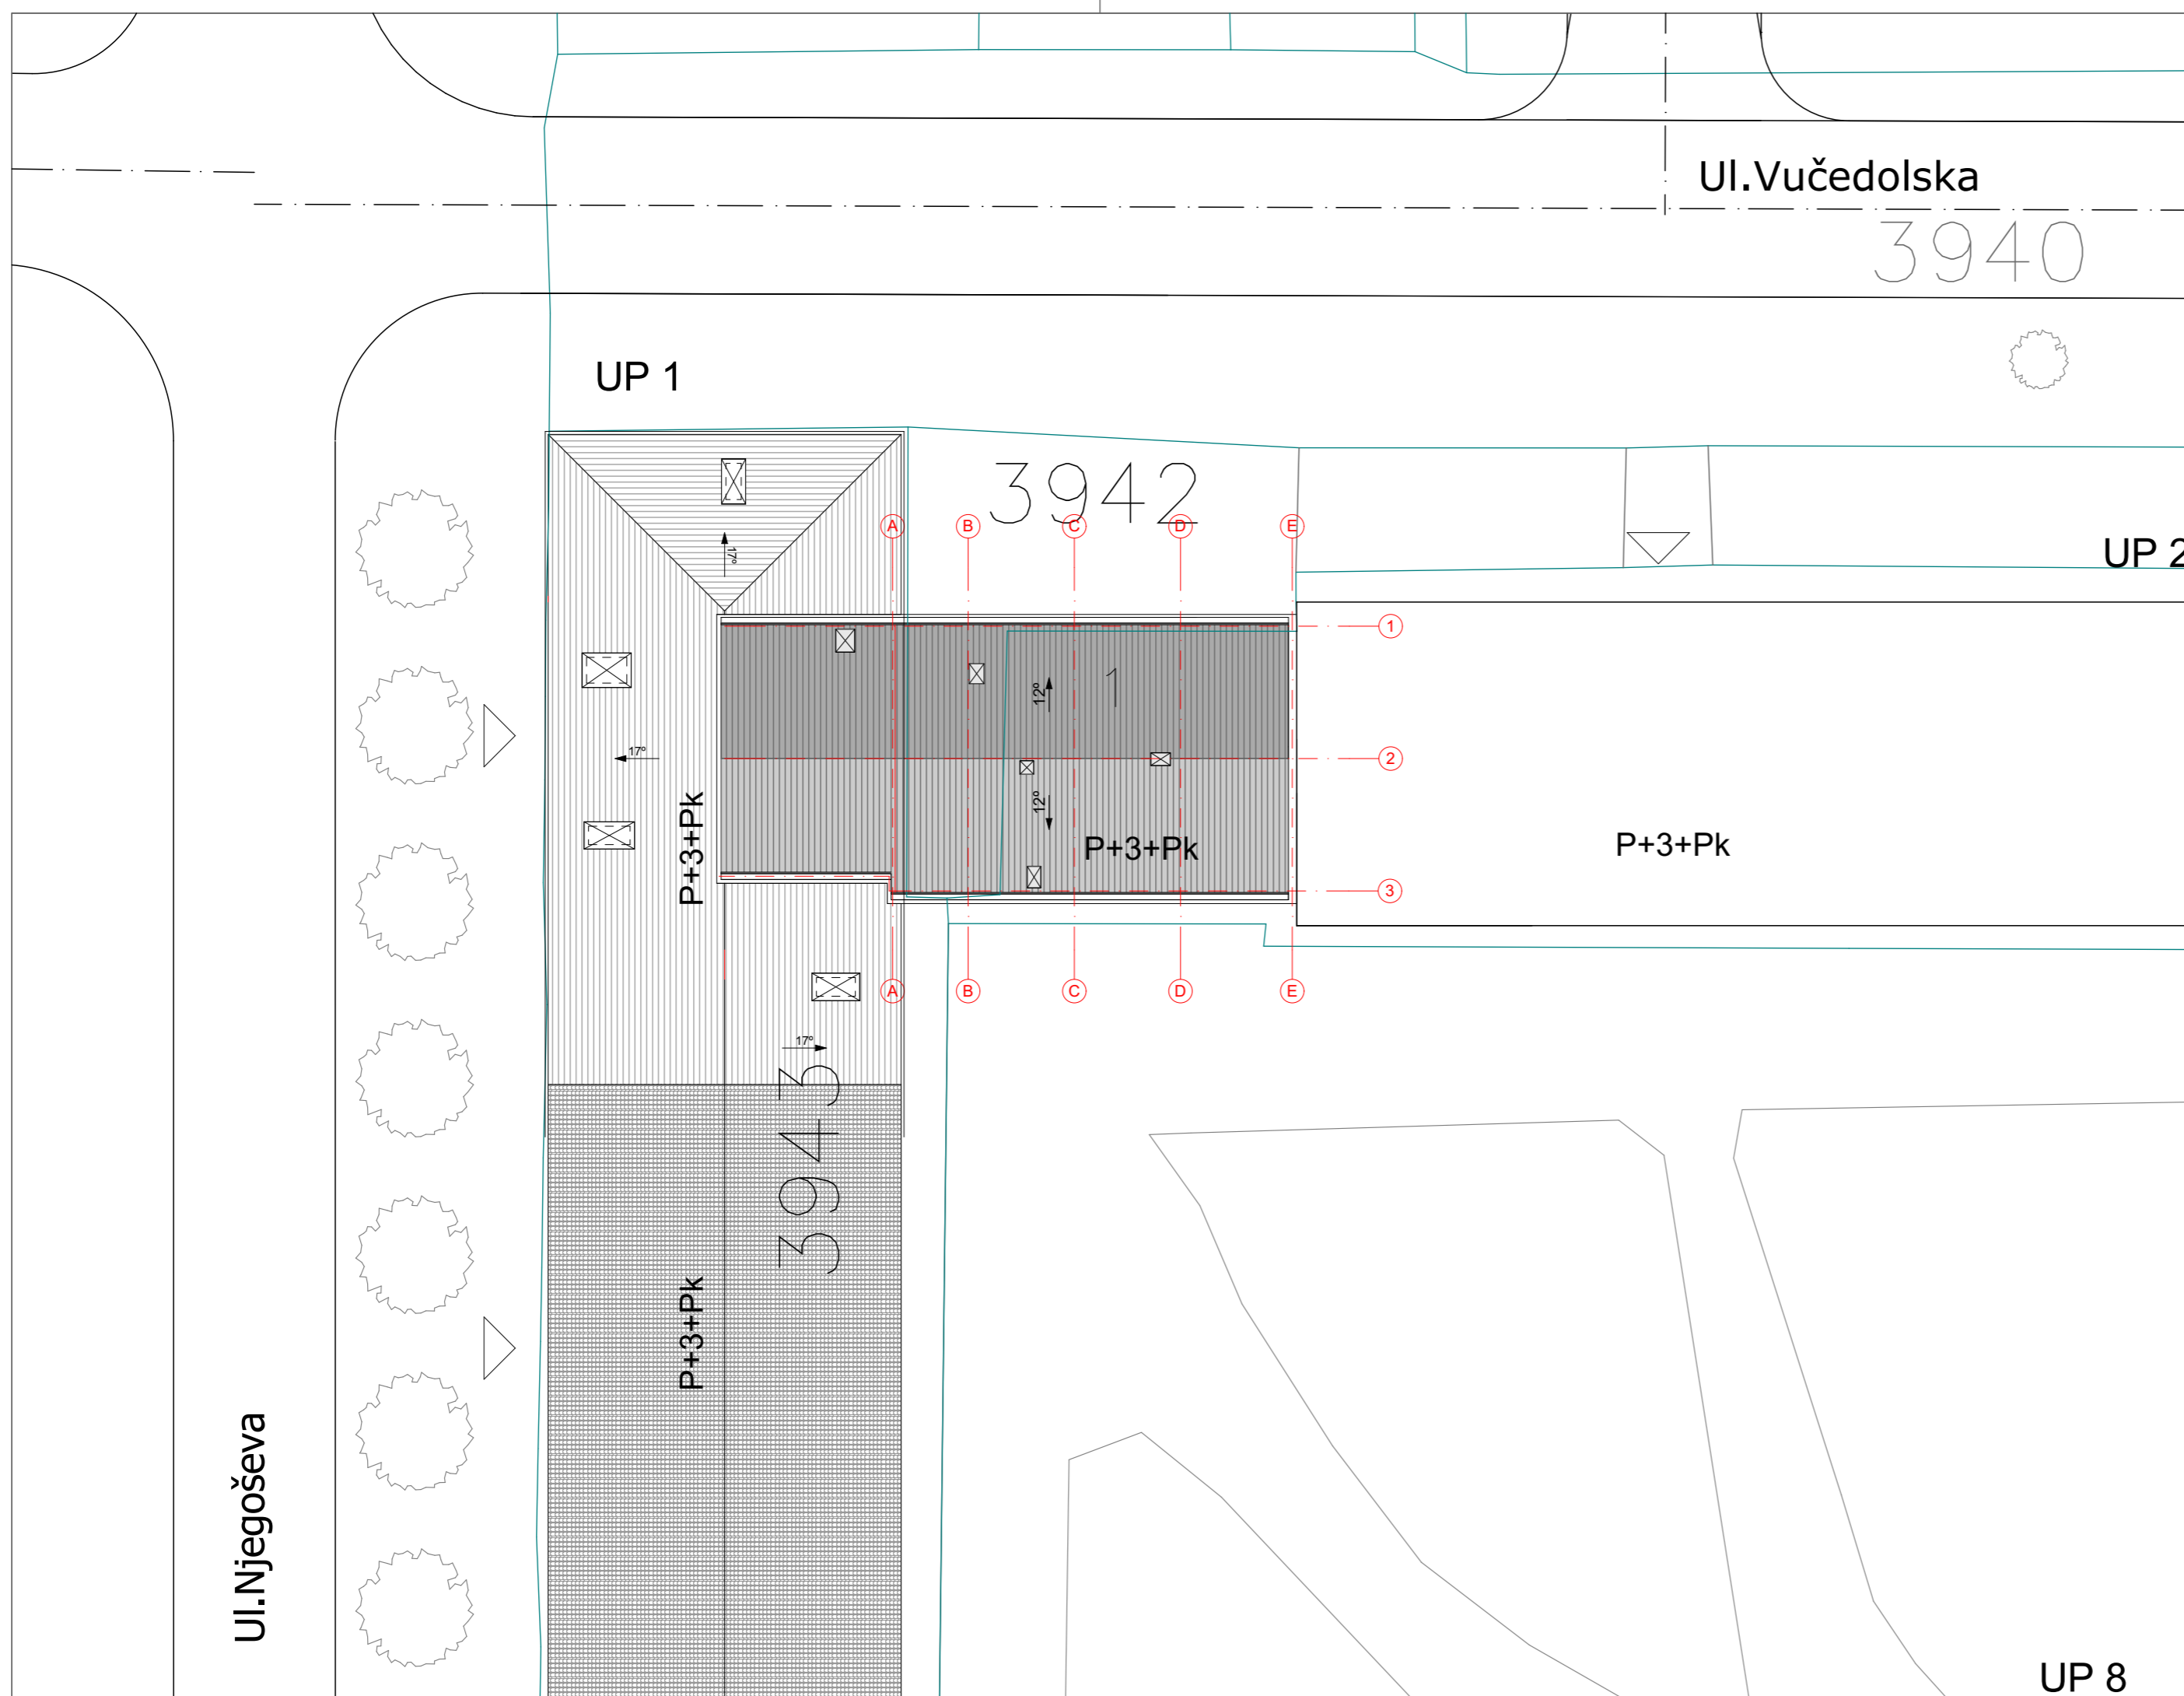 Ul.Vučedolska
3940
UP 1
3942
A B C D E
UP 2
17°
1
1
12°
17°
2
12°
P+3+Pk
P+3+Pk
P+3+Pk
3
A B C D E
17°
3943
P+3+Pk
Ul.Njegoševa
UP 8